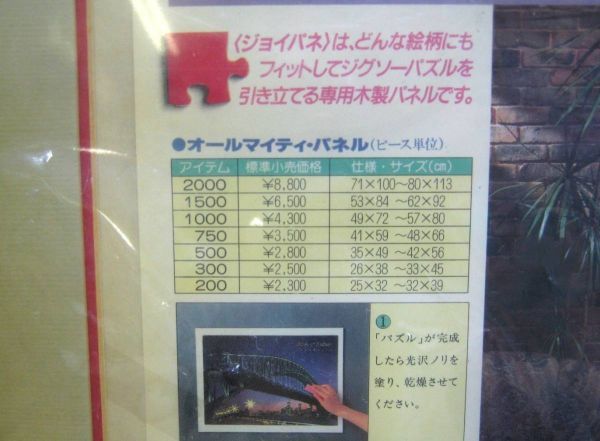 〈ジョイパネ〉は、どんな絵柄にも
フィットしてジグソーパズルを
引き立てる専用木製パネルです。
●オールマイティ・パネル(ピース単位)
アイテム 標準小売価格 仕様・サイズ(cm)
2000 ¥8,800 71×100～80×113
1500 ¥6,500 53×84～62×92
1000 ¥4,300 49×72～57×80
750 ¥3,500 41×59～48×66
500 ¥2,800 35×49～42×56
300 ¥2,500 26×38～33×45
200 ¥2,300 25×32～32×39
1
「パズル」が完成
したら光沢ノリを
塗り、乾燥させて
ください。